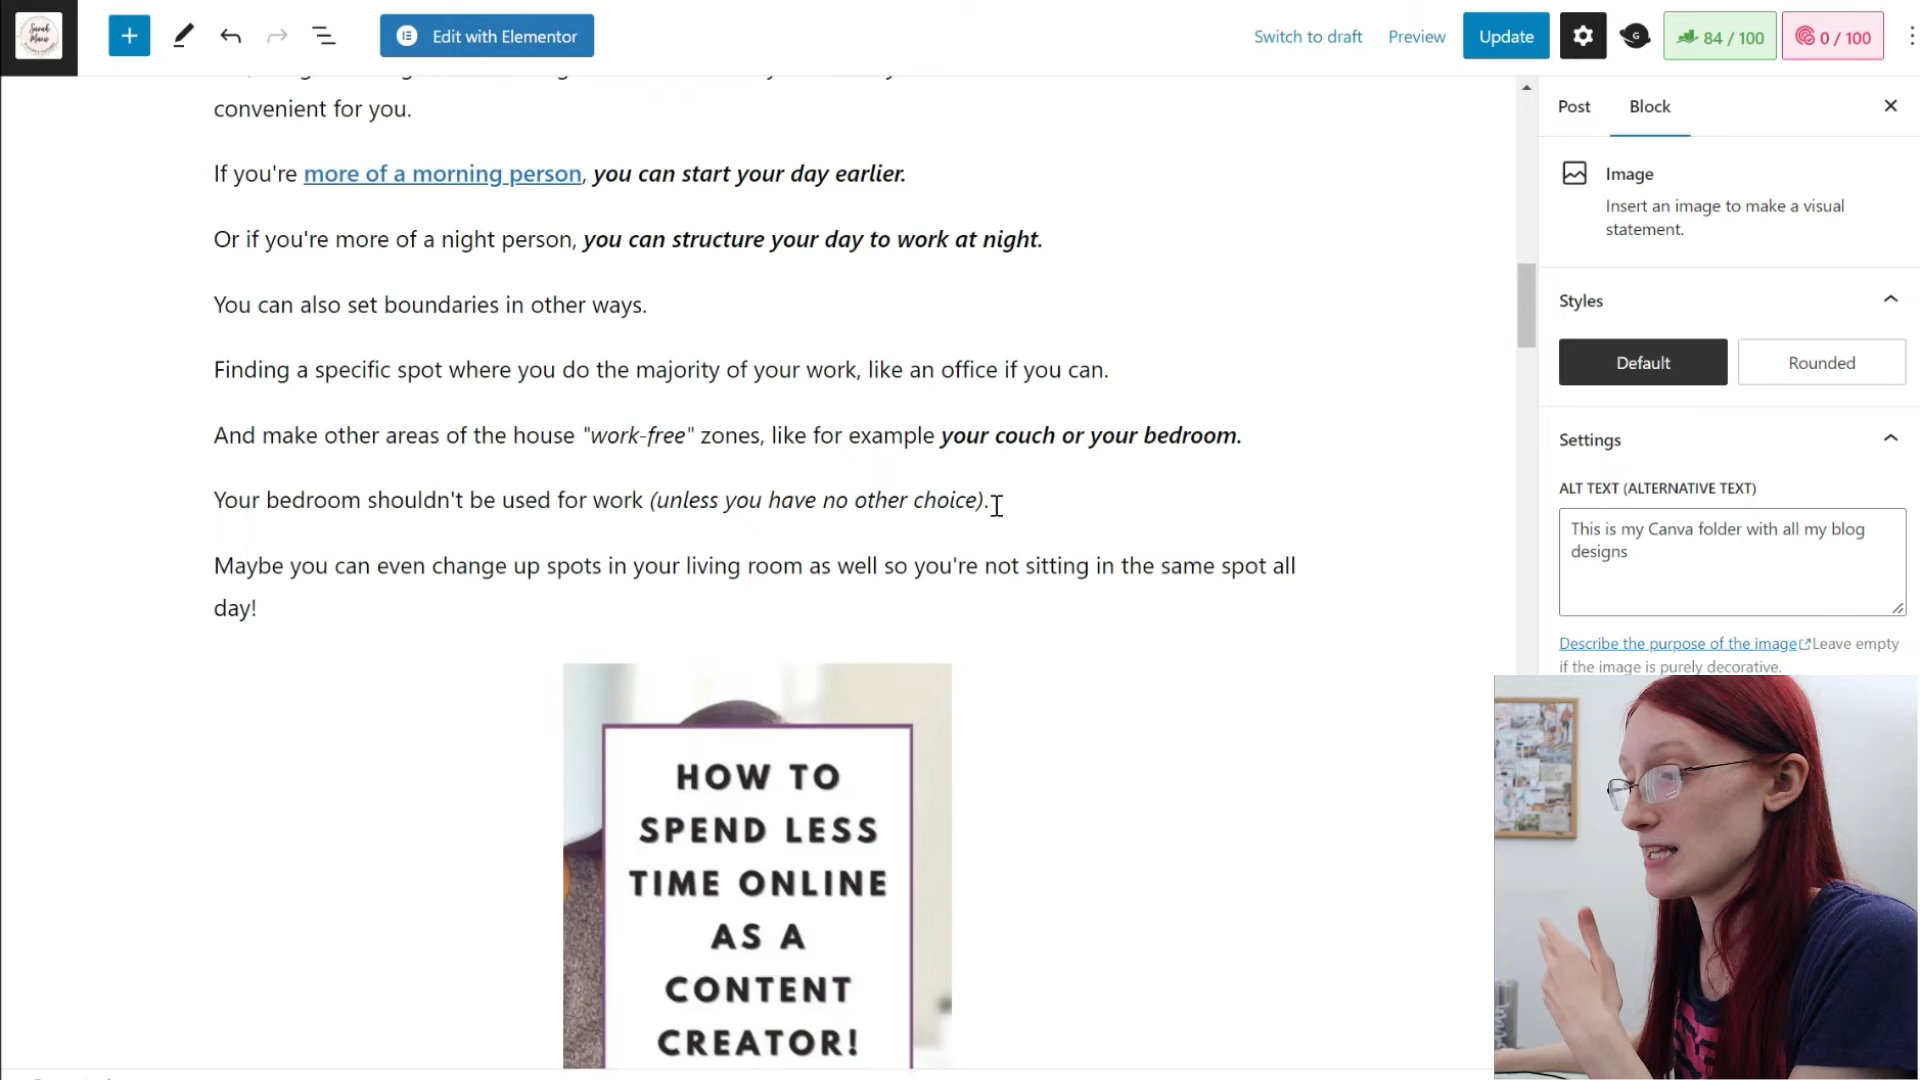 Sarah
Marie
Edit with Elementor
Switch to draft
Preview
Update
G
84 / 100
0 / 100
convenient for you.
If you're more of a morning person, you can start your day earlier.
Or if you're more of a night person, you can structure your day to work at night.
You can also set boundaries in other ways.
Finding a specific spot where you do the majority of your work, like an office if you can.
And make other areas of the house "work-free" zones, like for example your couch or your bedroom.
Your bedroom shouldn't be used for work (unless you have no other choice).
Maybe you can even change up spots in your living room as well so you're not sitting in the same spot all
day!
HOW TO
SPEND LESS
TIME ONLINE
AS A
CONTENT
CREATOR!
Post
Block
Image
Insert an image to make a visual
statement.
Styles
Default
Rounded
Settings
ALT TEXT (ALTERNATIVE TEXT)
This is my Canva folder with all my blog
designs
Describe the purpose of the image Leave empty
if the image is purely decorative.